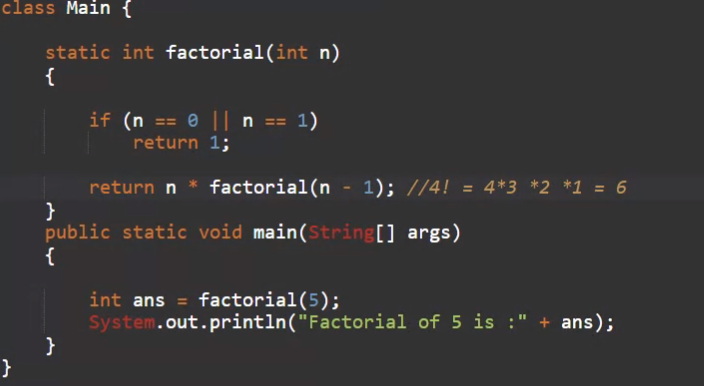 class Main {
static int factorial(int n)
{
if (n == 0 || n == 1)
return 1;
return n * factorial(n - 1); //4! = 4*3 *2 *1 = 6
}
public static void main(String[] args)
{
int ans = factorial(5);
System.out.println("Factorial of 5 is :" + ans);
}
}